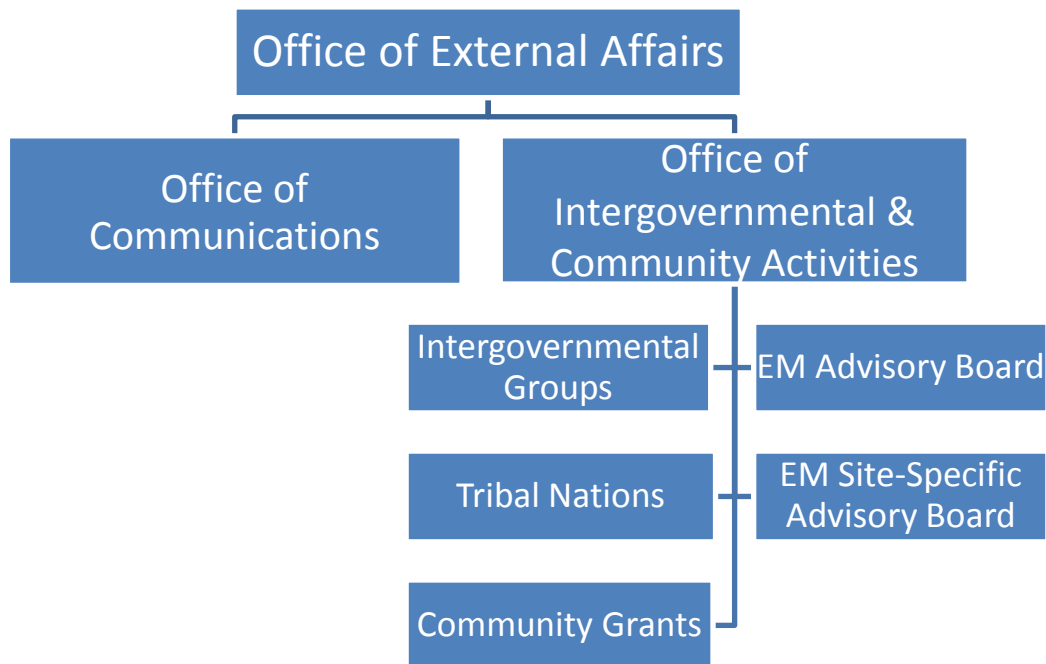 Office of External Affairs
Office of
Communications
Office of
Intergovernmental &
Community Activities
Intergovernmental
Groups
EM Advisory Board
Tribal Nations
EM Site-Specific
Advisory Board
Community Grants